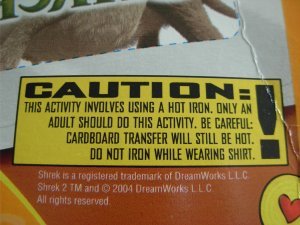 CAUTION:!
THIS ACTIVITY INVOLVES USING A HOT IRON. ONLY AN
ADULT SHOULD DO THIS ACTIVITY. BE CAREFUL:
CARDBOARD TRANSFER WILL STILL BE HOT.
DO NOT IRON WHILE WEARING SHIRT.
Shrek is a registered trademark of DreamWorks L.L.C.
Shrek 2 TM and © 2004 DreamWorks L.L.C.
All rights reserved.